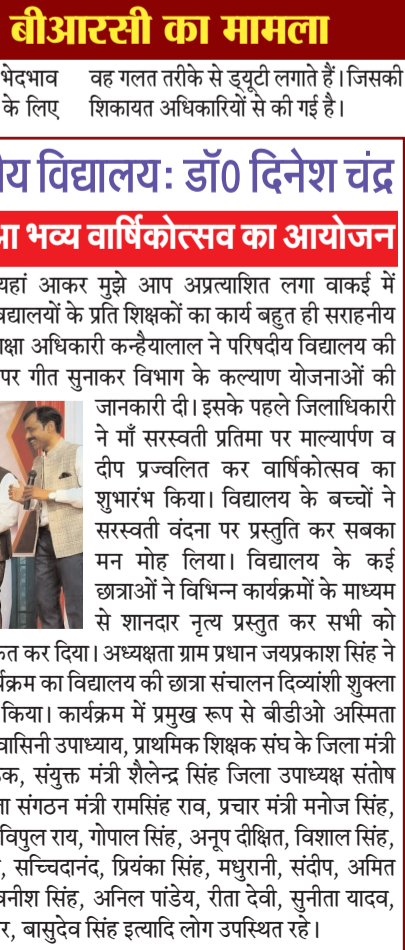 बीआरसी का मामला
भेदभाव
के लिए
वह गलत तरीके से ड्यूटी लगाते हैं। जिसकी
शिकायत अधिकारियों से की गई है।
विद्यालय: डॉ0 दिनेश चंद्र
भव्य वार्षिकोत्सव का आयोजन
यहां आकर मुझे आप अप्रत्याशित लगा वाकई में
के प्रति शिक्षकों का कार्य बहुत ही सराहनीय
अधिकारी कन्हैयालाल ने परिषदीय विद्यालय की
पर गीत सुनाकर विभाग के कल्याण योजनाओं की
जानकारी दी। इसके पहले जिलाधिकारी
ने माँ सरस्वती प्रतिमा पर माल्यार्पण व
दीप प्रज्वलित कर वार्षिकोत्सव का
शुभारंभ किया। विद्यालय के बच्चों ने
सरस्वती वंदना पर प्रस्तुति कर सबका
मन मोह लिया। विद्यालय के कई
छात्राओं ने विभिन्न कार्यक्रमों के माध्यम
से शानदार नृत्य प्रस्तुत कर सभी को
कर दिया। अध्यक्षता ग्राम प्रधान जयप्रकाश सिंह ने
का विद्यालय की छात्रा संचालन दिव्यांशी शुक्ला
किया। कार्यक्रम में प्रमुख रूप से बीडीओ अस्मिता
उपाध्याय, प्राथमिक शिक्षक संघ के जिला मंत्री
संयुक्त मंत्री शैलेन्द्र सिंह जिला उपाध्यक्ष संतोष
संगठन मंत्री रामसिंह राव, प्रचार मंत्री मनोज सिंह,
विपुल राय, गोपाल सिंह, अनूप दीक्षित, विशाल सिंह,
सच्चिदानंद, प्रियंका सिंह, मधुरानी, संदीप, अमित
सिंह, अनिल पांडेय, रीता देवी, सुनीता यादव,
बासुदेव सिंह इत्यादि लोग उपस्थित रहे।